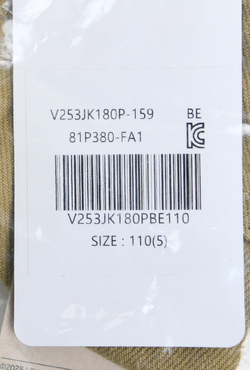 V253JK180P-159 BE
81P380-FA1
V253JK180PBE110
SIZE : 110(5)